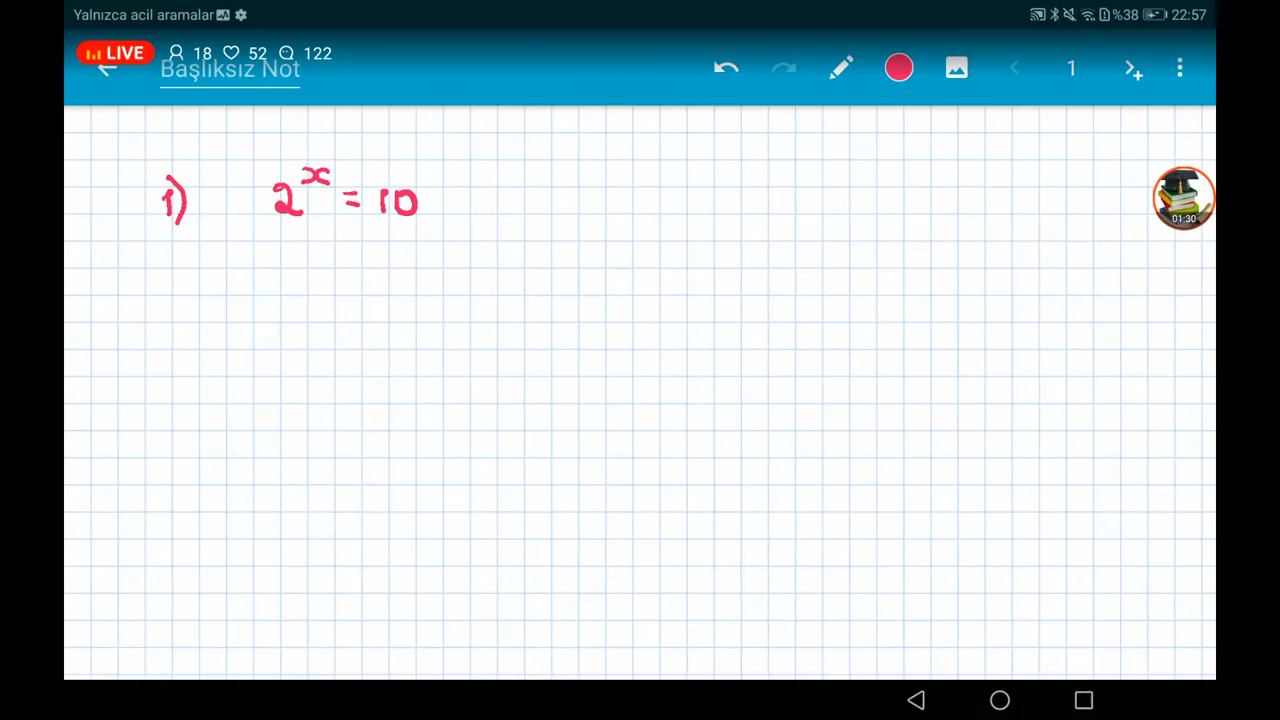 Yalnızca acil aramalar %38 22:57
LIVE 18 52 122
Başlıksız Not 1
1) 2^x = 10
01:30